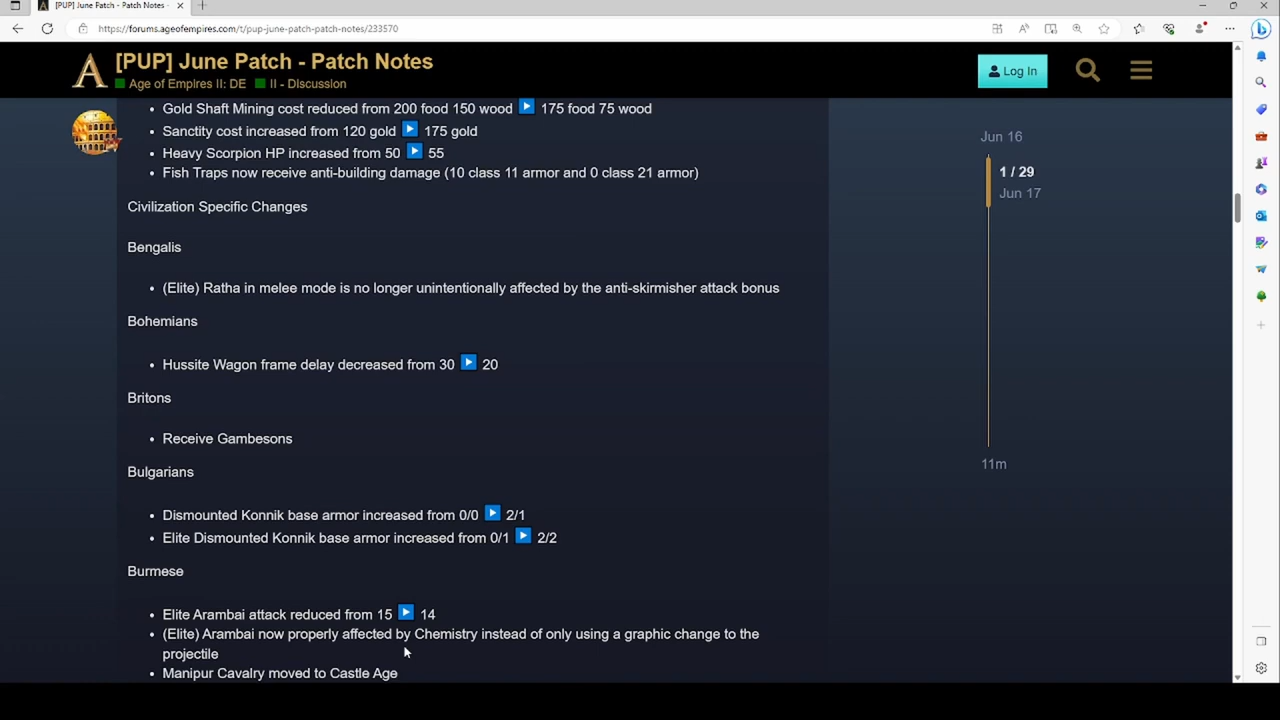 [PUP] June Patch - Patch Notes
https://forums.ageofempires.com/t/pup-june-patch-patch-notes/233570
[PUP] June Patch - Patch Notes
Age of Empires II: DE II - Discussion
Log In
Gold Shaft Mining cost reduced from 200 food 150 wood ▶ 175 food 75 wood
Sanctity cost increased from 120 gold ▶ 175 gold
Heavy Scorpion HP increased from 50 ▶ 55
Fish Traps now receive anti-building damage (10 class 11 armor and 0 class 21 armor)
Civilization Specific Changes
Bengalis
(Elite) Ratha in melee mode is no longer unintentionally affected by the anti-skirmisher attack bonus
Bohemians
Hussite Wagon frame delay decreased from 30 ▶ 20
Britons
Receive Gambesons
Bulgarians
Dismounted Konnik base armor increased from 0/0 ▶ 2/1
Elite Dismounted Konnik base armor increased from 0/1 ▶ 2/2
Burmese
Elite Arambai attack reduced from 15 ▶ 14
(Elite) Arambai now properly affected by Chemistry instead of only using a graphic change to the
projectile
Manipur Cavalry moved to Castle Age
Jun 16
1 / 29
Jun 17
11m